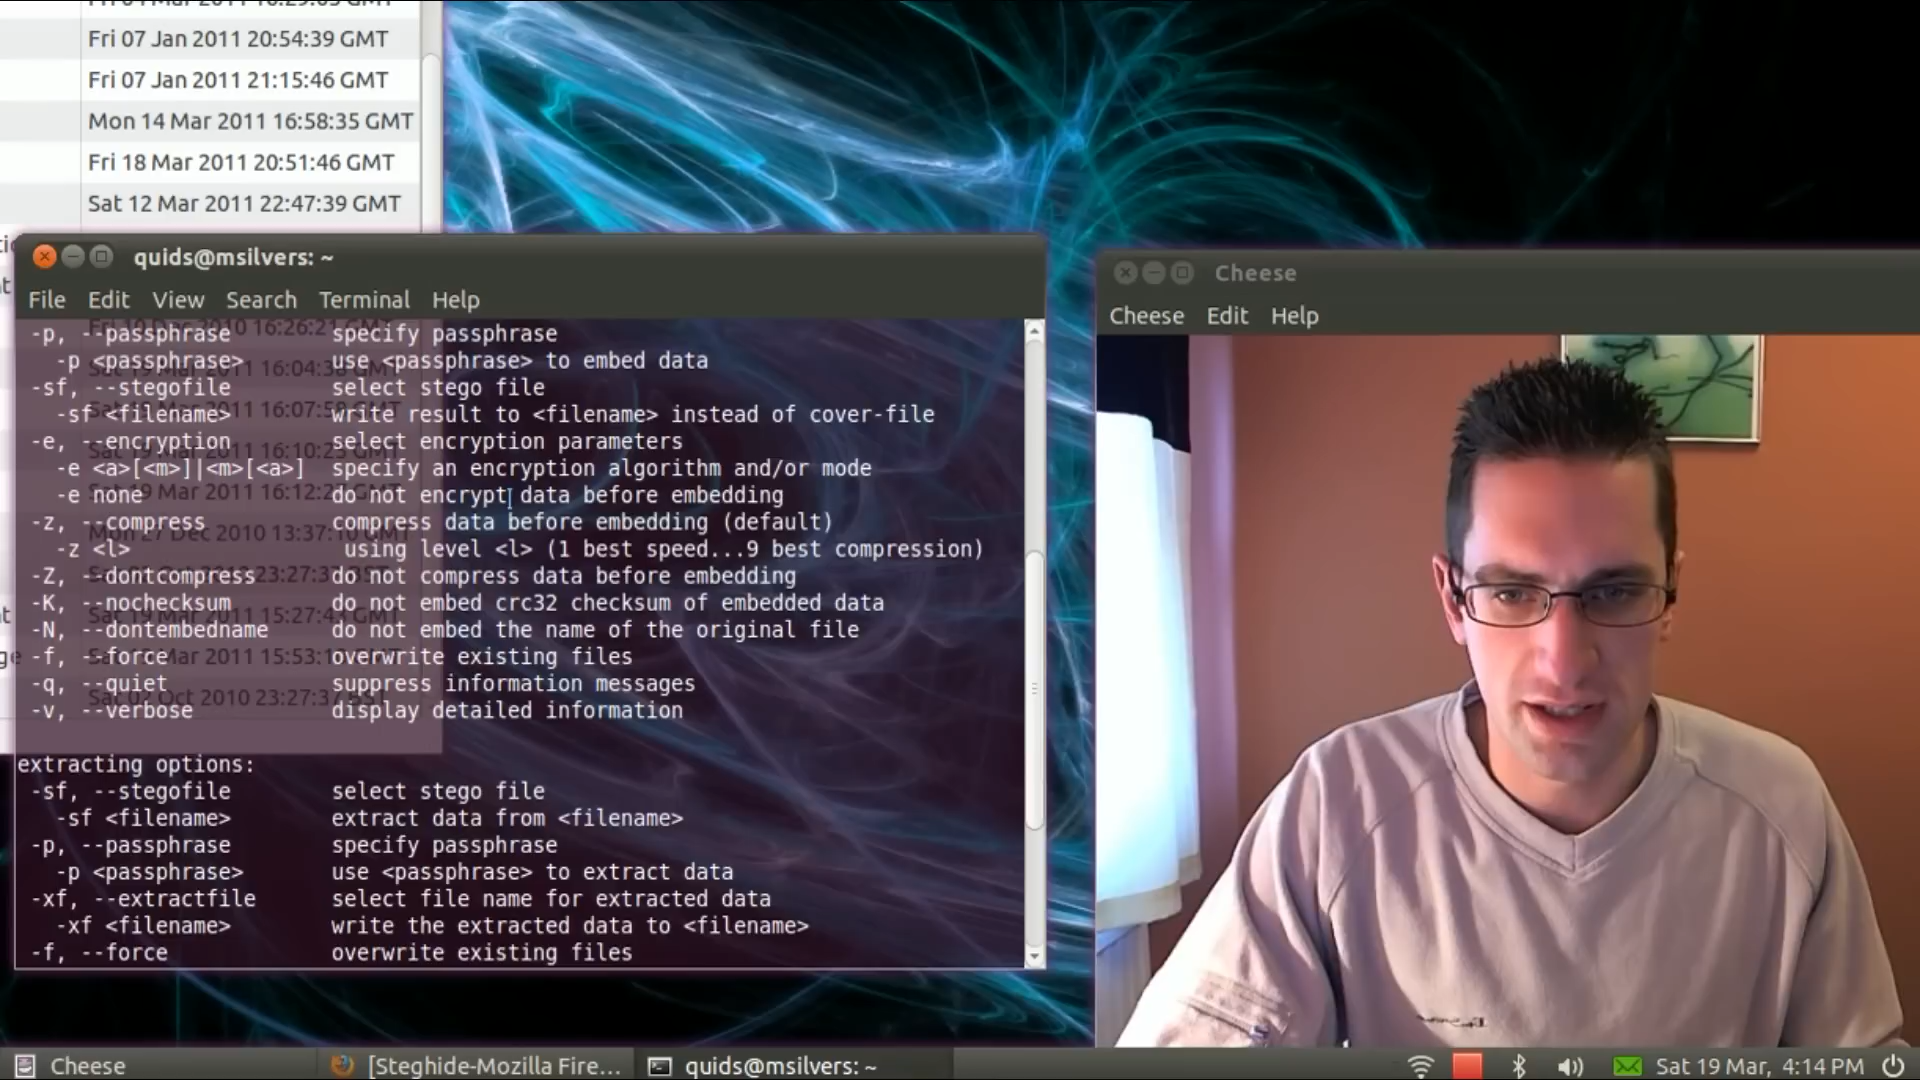 Fri 07 Jan 2011 20:54:39 GMT
Fri 07 Jan 2011 21:15:46 GMT
Mon 14 Mar 2011 16:58:35 GMT
Fri 18 Mar 2011 20:51:46 GMT
Sat 12 Mar 2011 22:47:39 GMT
quids@msilvers: ~
File Edit View Search Terminal Help
-p, --passphrase specify passphrase
-p <passphrase> use <passphrase> to embed data
-sf, --stegofile select stego file
-sf <filename> write result to <filename> instead of cover-file
-e, --encryption select encryption parameters
-e <a>[<m>]|<m>[<a>] specify an encryption algorithm and/or mode
-e none do not encrypt data before embedding
-z, --compress compress data before embedding (default)
-z <l> using level <l> (1 best speed...9 best compression)
-Z, --dontcompress do not compress data before embedding
-K, --nochecksum do not embed crc32 checksum of embedded data
-N, --dontembedname do not embed the name of the original file
-f, --force overwrite existing files
-q, --quiet suppress information messages
-v, --verbose display detailed information
extracting options:
-sf, --stegofile select stego file
-sf <filename> extract data from <filename>
-p, --passphrase specify passphrase
-p <passphrase> use <passphrase> to extract data
-xf, --extractfile select file name for extracted data
-xf <filename> write the extracted data to <filename>
-f, --force overwrite existing files
Cheese
Cheese Edit Help
Cheese
[Steghide-Mozilla Fire...
quids@msilvers: ~
Sat 19 Mar, 4:14 PM